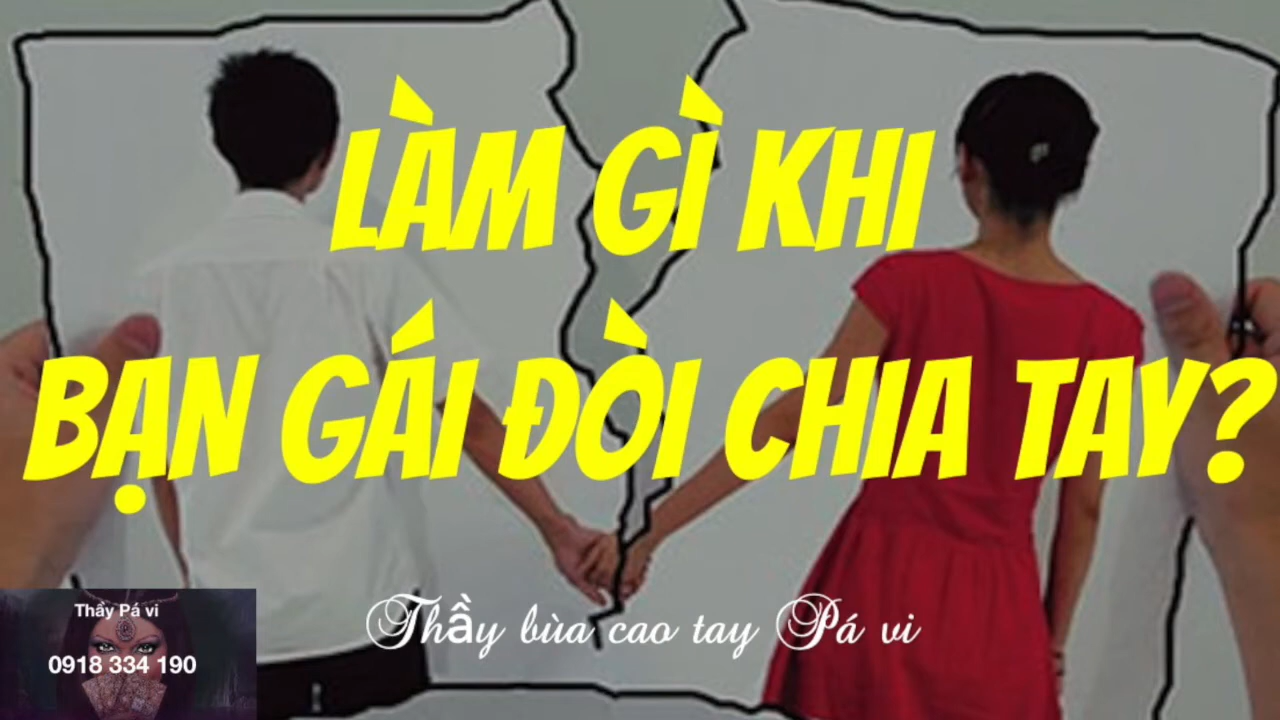 LÀM GÌ KHI
BẠN GÁI ĐÒI CHIA TAY?
Thầy bùa cao tay Pá vi
Thầy Pá vi
0918 334 190